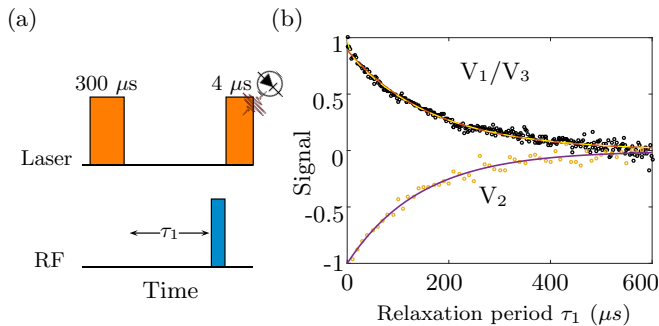 (a)
300 μs
4 μs
Laser
τ₁
RF
Time
(b)
Signal
1
0.5
0
-0.5
-1
V₁/V₃
V₂
0 200 400 600
Relaxation period τ₁ (μs)